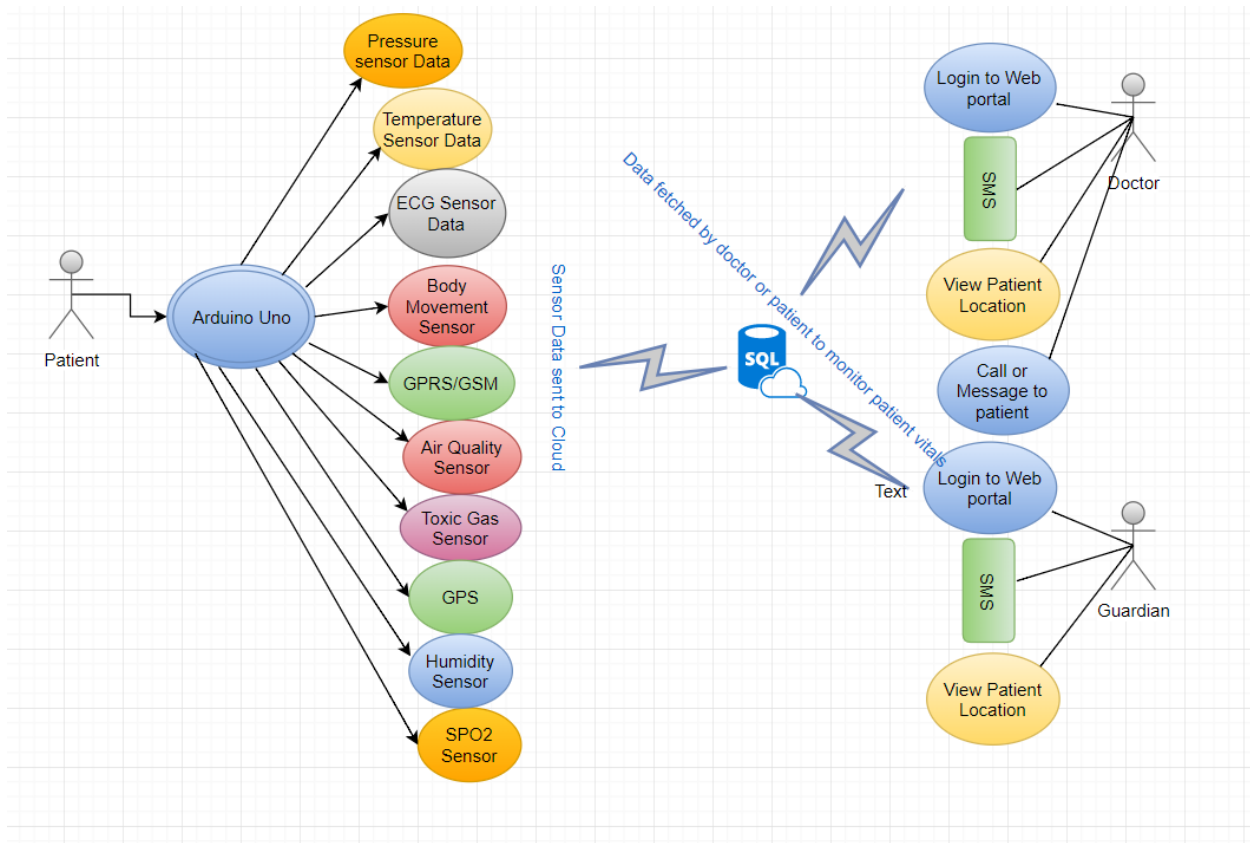 Pressure
sensor Data
Temperature
Sensor Data
ECG Sensor
Data
Body
Movement
Sensor
GPRS/GSM
Air Quality
Sensor
Toxic Gas
Sensor
GPS
Humidity
Sensor
SPO2
Sensor
Patient
Arduino Uno
Sensor Data sent to Cloud
Data fetched by doctor or patient to monitor patient vitals
SQL
Text
Login to Web
portal
SMS
View Patient
Location
Call or
Message to
patient
Doctor
Login to Web
portal
SMS
View Patient
Location
Guardian